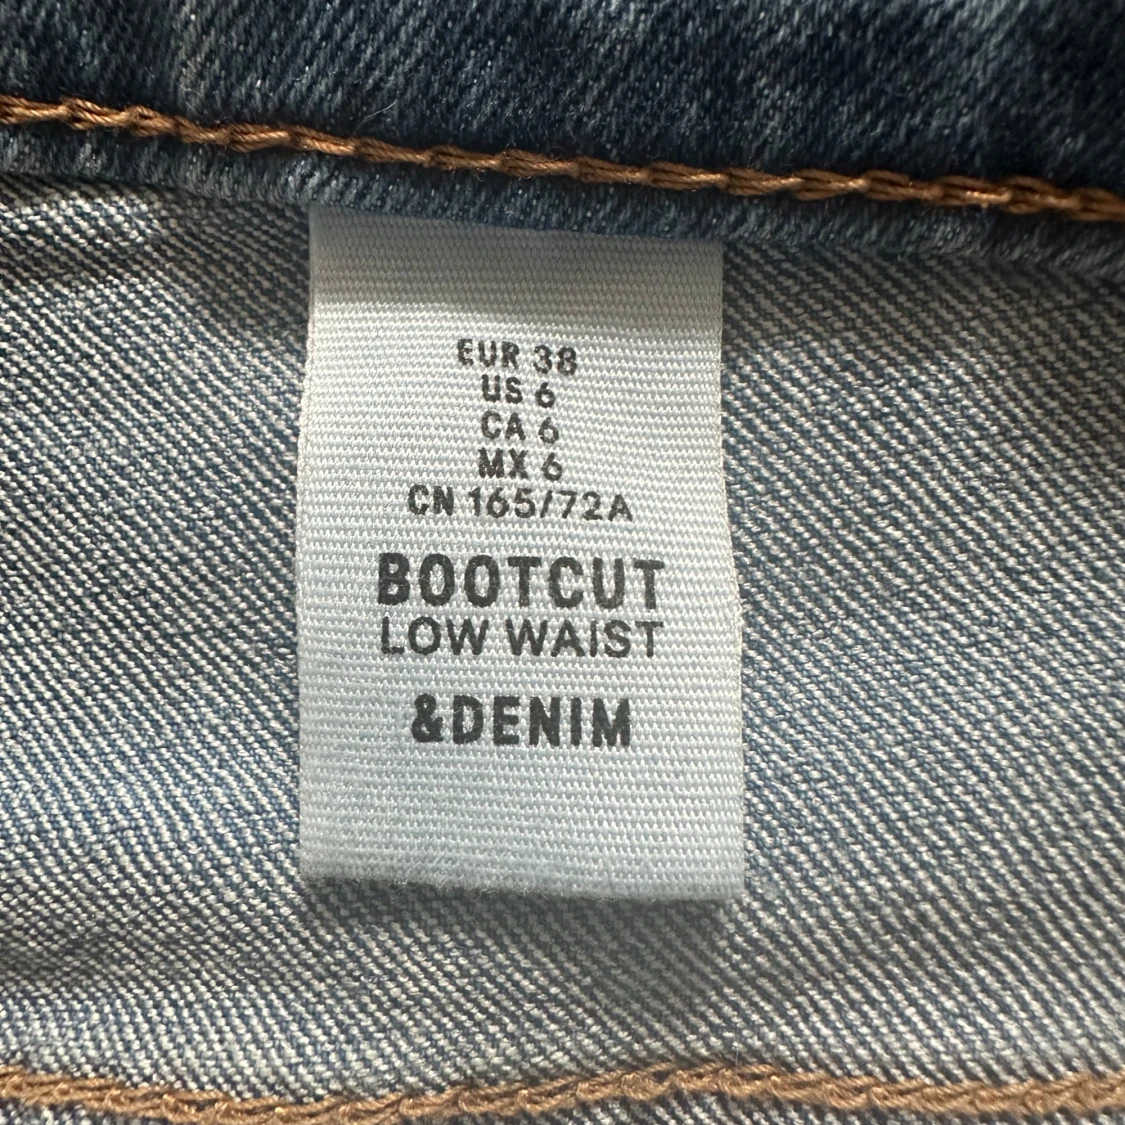 EUR 38
US 6
CA 6
MX 6
CN 165/72A
BOOTCUT
LOW WAIST
&DENIM